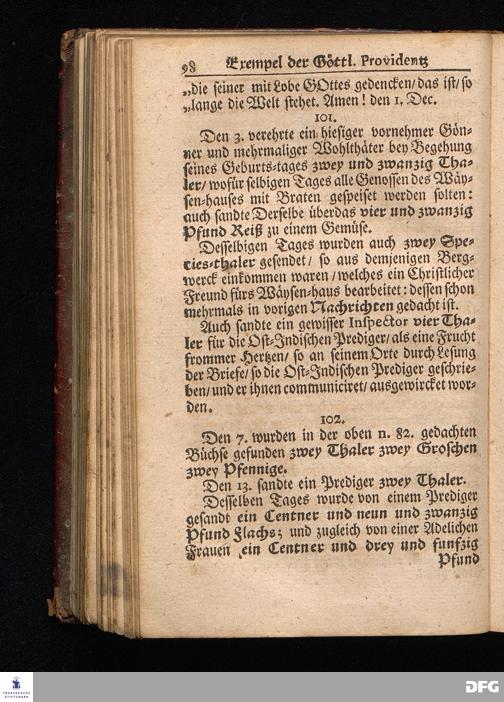 98 Exempel der Göttl. Providentz
„die seiner mit Lobe GOttes gedencken/ das ist/ so
„lange die Welt stehet. Amen! den 1. Dec.
101.
Den 3. verehrte ein hiesiger vornehmer Gön-
ner und mehrmaliger Wohlthäter bey Begehung
seines Geburts-tages zwey und zwanzig Tha-
ler/ wofür selbigen Tages alle Genossen des Wäy-
sen-hauses mit Braten gespeiset werden solten:
auch sandte Derselbe überdas vier und zwanzig
Pfund Reiß zu einem Gemüse.
Desselbigen Tages wurden auch zwey Spe-
cies-thaler gesendet/ so aus demjenigen Berg-
werck einkommen waren/ welches ein Christlicher
Freund fürs Wäysen-haus bearbeitet: dessen schon
mehrmals in vorigen Nachrichten gedacht ist.
Auch sandte ein gewisser Inspector vier Tha-
ler für die Ost-Indischen Prediger/ als eine Frucht
frommer Hertzen/ so an seinem Orte durch Lesung
der Briefe/ so die Ost-Indischen Prediger geschrie-
ben/ und er ihnen communiciret/ ausgewircket wor-
den.
102.
Den 7. wurden in der oben n. 82. gedachten
Büchse gefunden zwey Thaler zwey Groschen
zwey Pfennige.
Den 13. sandte ein Prediger zwey Thaler.
Desselben Tages wurde von einem Prediger
gesandt ein Centner und neun und zwanzig
Pfund Flachs; und zugleich von einer Adelichen
Frauen ein Centner und drey und funfzig
Pfund
FRANCKESCHE
STIFTUNGEN
DFG